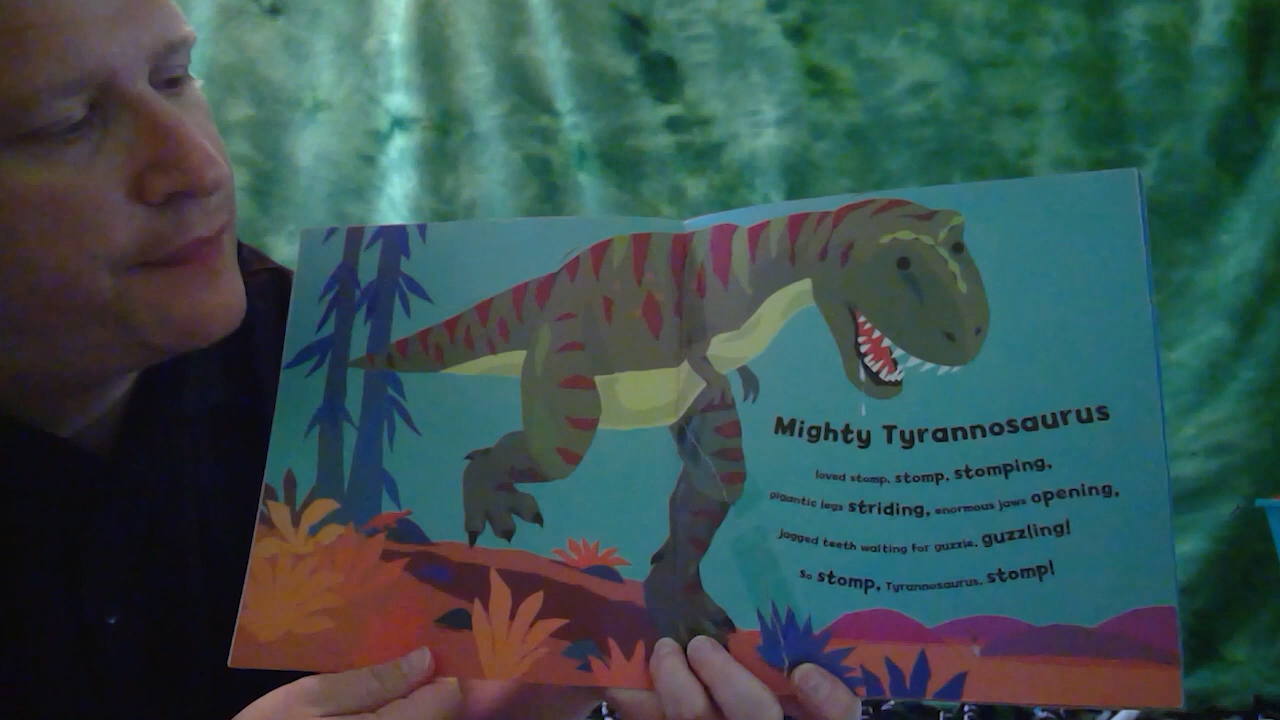 Mighty Tyrannosaurus
loved stomp, stomp, stomping,
gigantic legs striding, enormous jaws opening,
jagged teeth waiting for guzzle, guzzling!
So stomp, Tyrannosaurus, stomp!